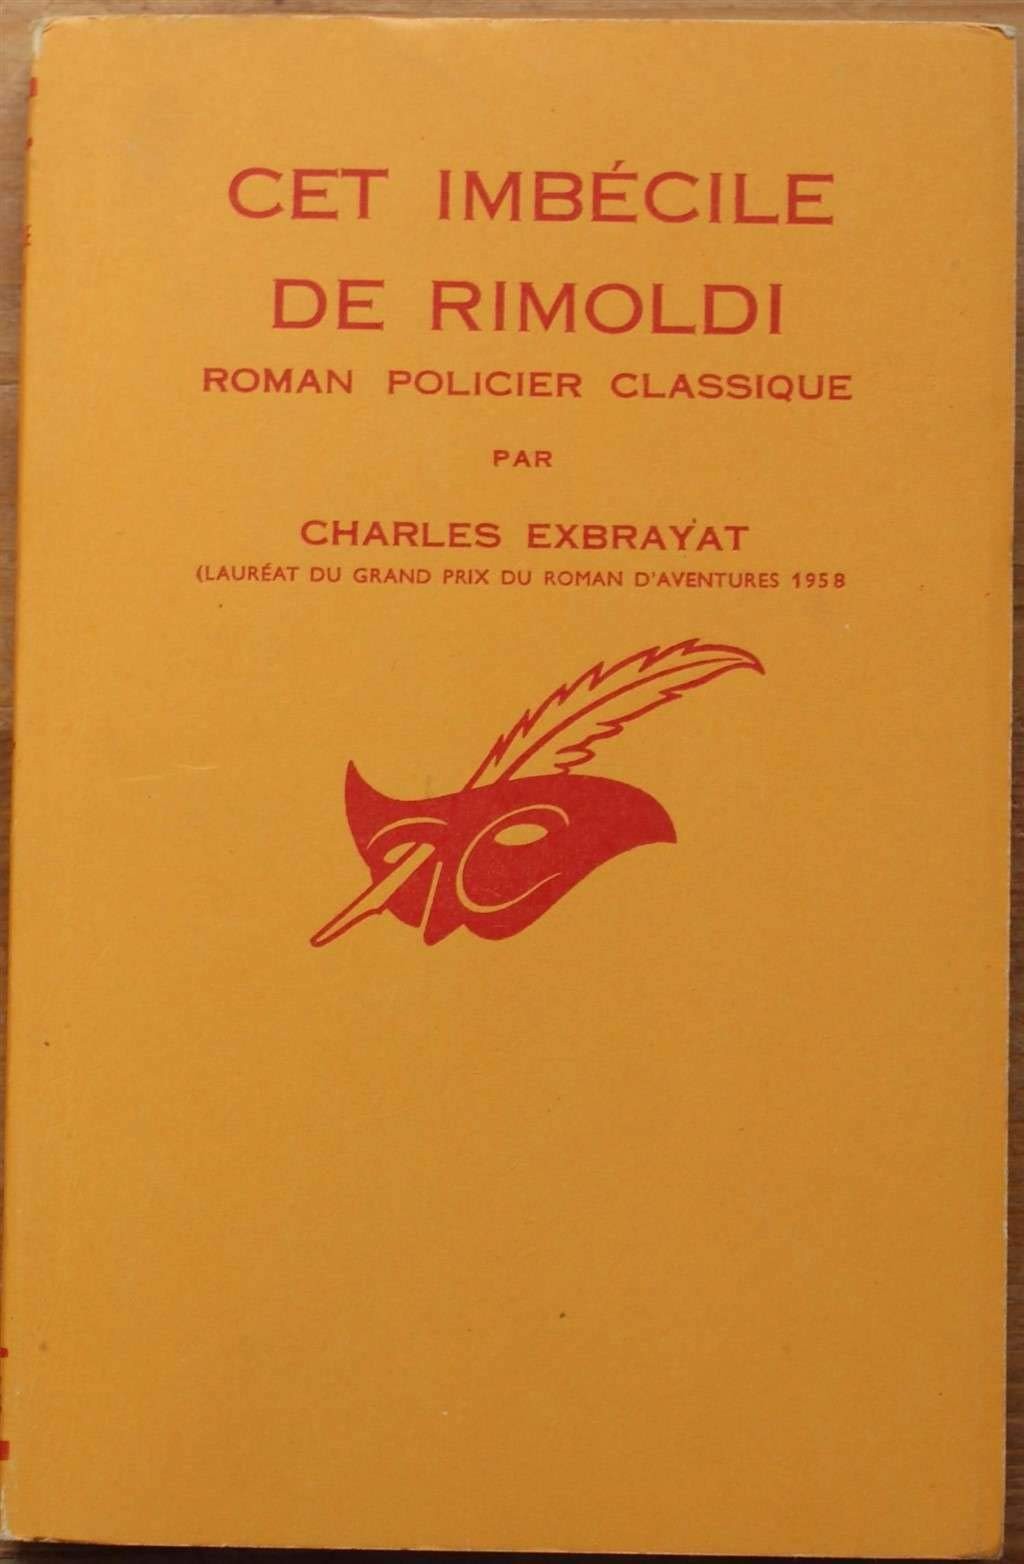 CET IMBÉCILE
DE RIMOLDI
ROMAN POLICIER CLASSIQUE
PAR
CHARLES EXBRAYAT
(LAURÉAT DU GRAND PRIX DU ROMAN D'AVENTURES 1958